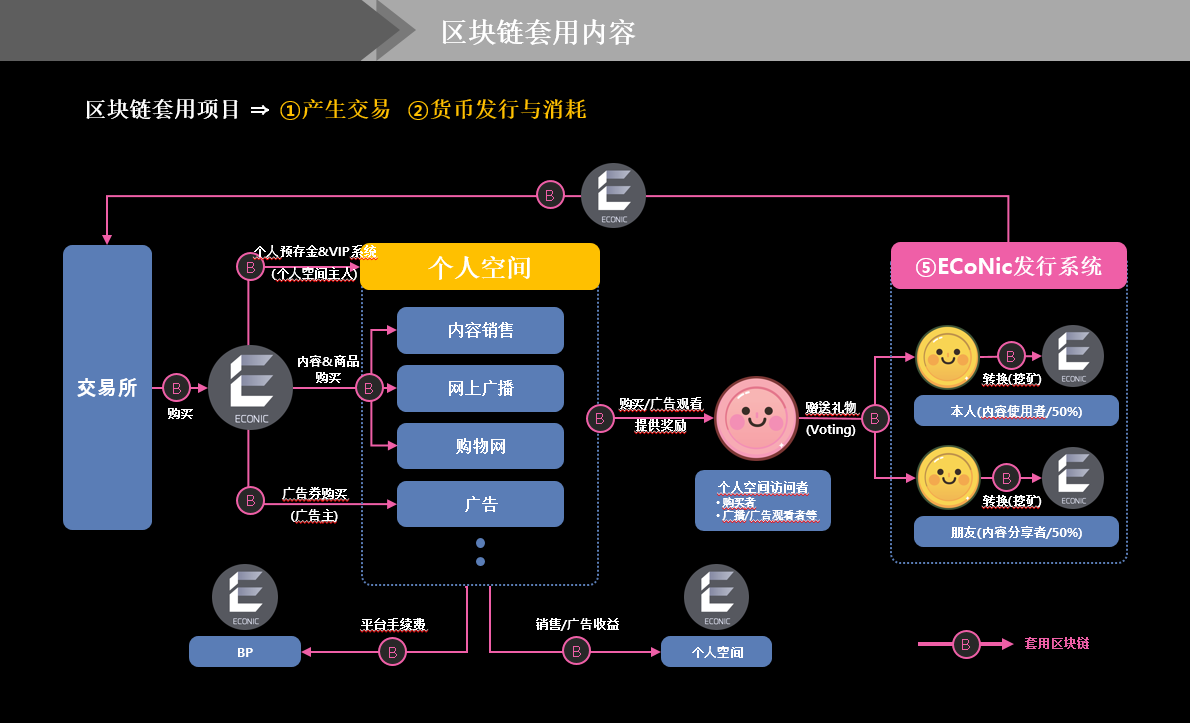 区块链套用内容
区块链套用项目 ⇒ ①产生交易 ②货币发行与消耗
B
ECONIC
交易所
B
购买
ECONIC
B
个人预存金&VIP系统
(个人空间主人)
内容&商品
购买
B
B
广告券购买
(广告主)
个人空间
内容销售
网上广播
购物网
广告
B
购买/广告观看
提供奖励
个人空间访问者
• 购买者
• 广播/广告观看者等
赠送礼物
(Voting)
B
⑤ECoNic发行系统
B
转换(挖矿)
ECONIC
本人(内容使用者/50%)
B
转换(挖矿)
ECONIC
朋友(内容分享者/50%)
ECONIC
BP
平台手续费
B
销售/广告收益
B
ECONIC
个人空间
B
套用区块链